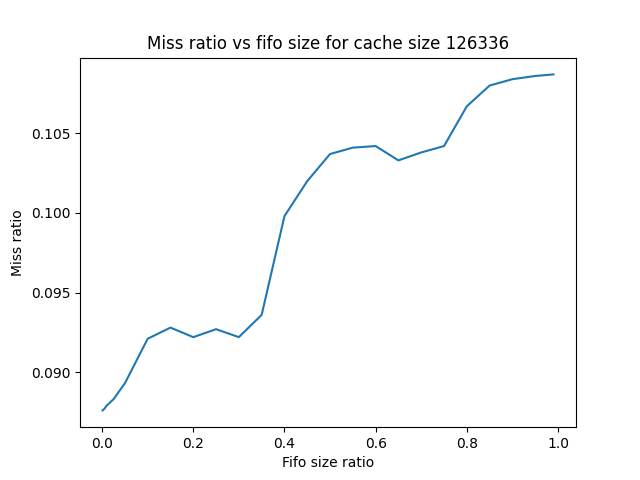 Miss ratio vs fifo size for cache size 126336
0.105
0.100
0.095
0.090
Miss ratio
0.0 0.2 0.4 0.6 0.8 1.0
Fifo size ratio